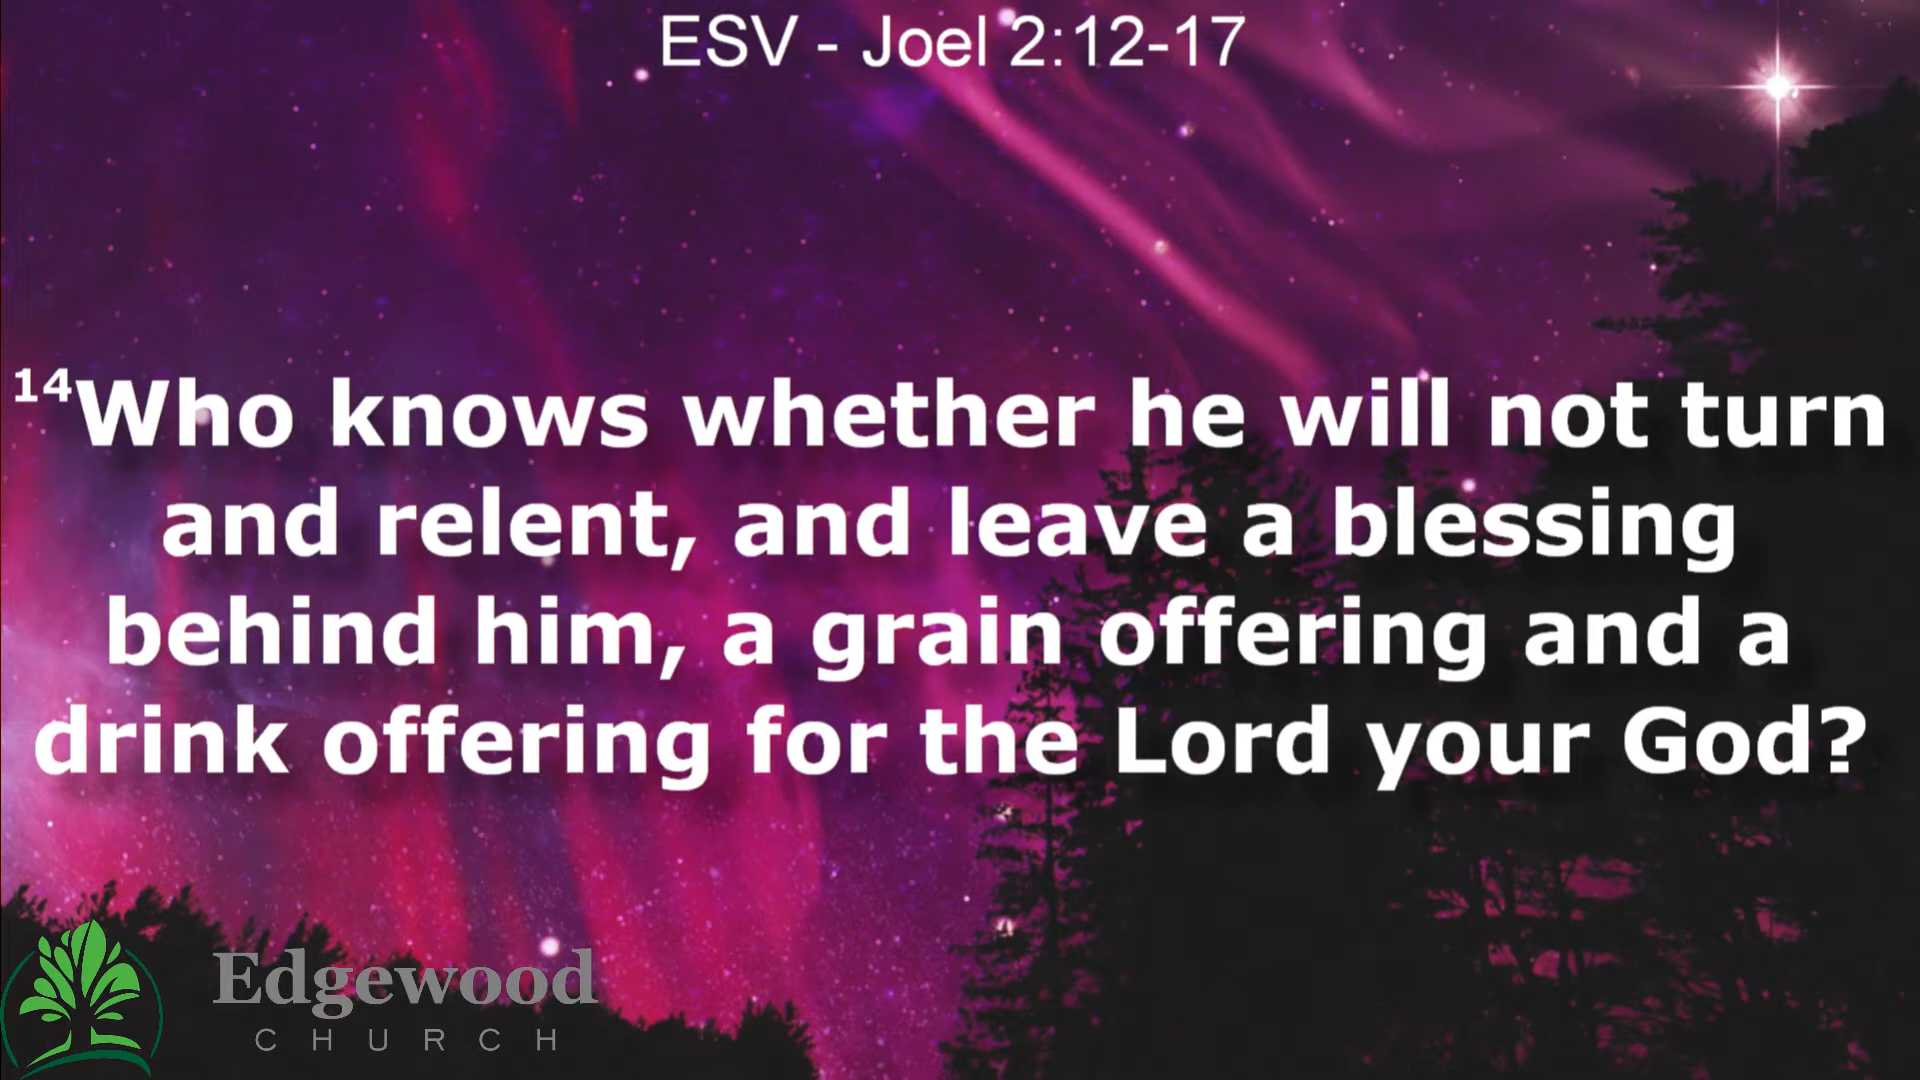 ESV - Joel 2:12-17
14Who knows whether he will not turn
and relent, and leave a blessing
behind him, a grain offering and a
drink offering for the Lord your God?
Edgewood
CHURCH